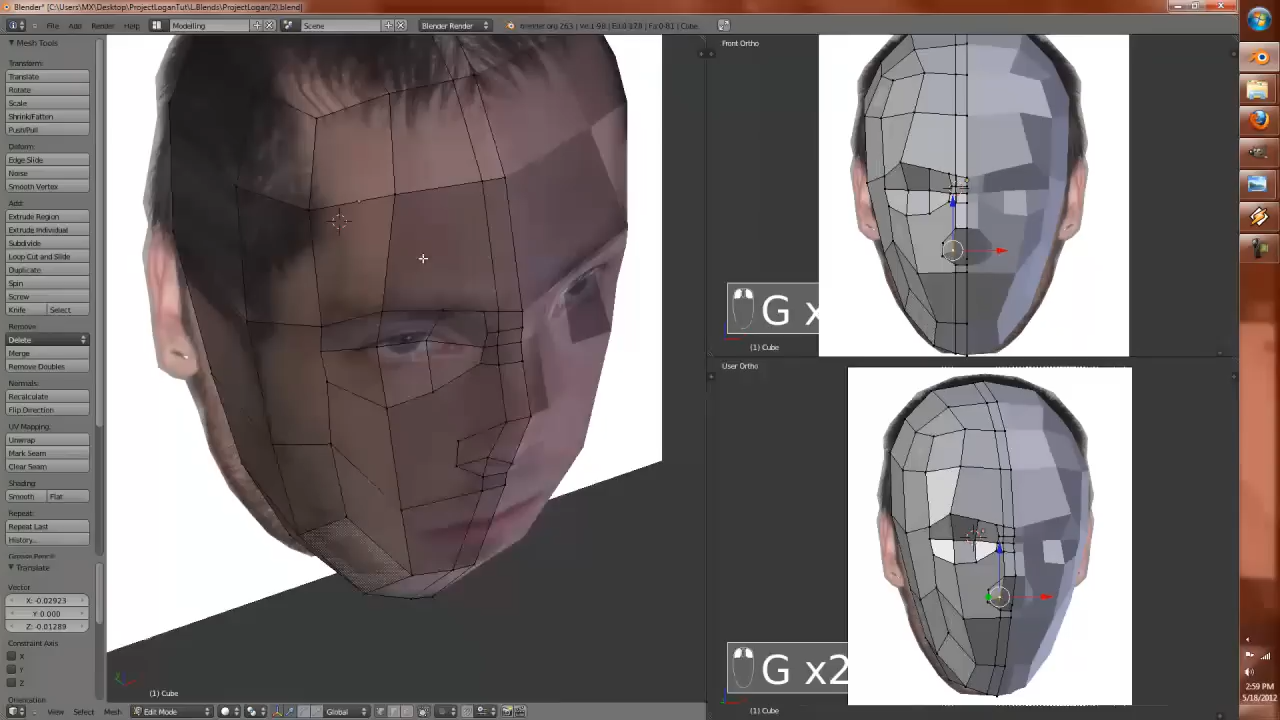 Blender* [C:\Users\MX\Desktop\ProjectLoganTut\LBlends\ProjectLogan(2).blend]
File Add Render Help Modelling Scene Blender Render
Mesh Tools
Transform:
Translate
Rotate
Scale
Shrink/Fatten
Push/Pull
Deform:
Edge Slide
Noise
Smooth Vertex
Add:
Extrude Region
Extrude Individual
Subdivide
Loop Cut and Slide
Duplicate
Spin
Screw
Knife Select
Remove:
Delete
Merge
Remove Doubles
Normals:
Recalculate
Flip Direction
UV Mapping:
Unwrap
Mark Seam
Clear Seam
Shading:
Smooth Flat
Repeat:
Repeat Last
History...
Grease Pencil:
Translate
Vector
X: -0.02923
Y: 0.000
Z: -0.01289
Constraint Axis
X
Y
Z
Orientation
(1) Cube
View Select Mesh Edit Mode Global
Front Ortho
G x
(1) Cube
User Ortho
G x2
(1) Cube
2:59 PM
5/18/2012